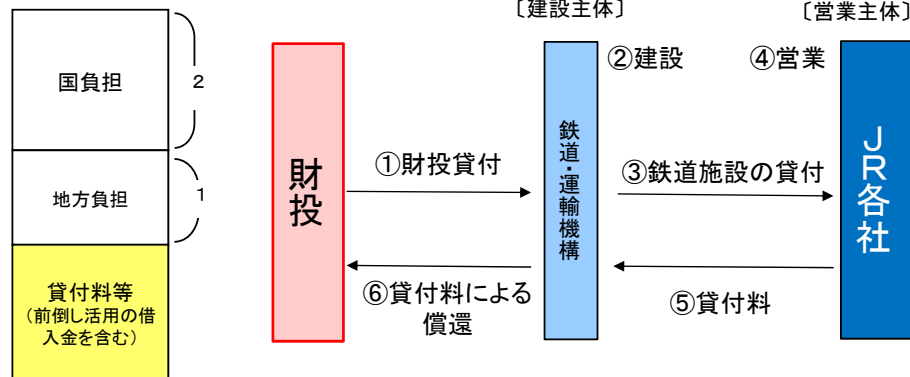 国負担
2
地方負担
1
貸付料等
（前倒し活用の借
入金を含む）
財投
①財投貸付
⑥貸付料による
償還
〔建設主体〕
②建設
鉄道・運輸機構
③鉄道施設の貸付
⑤貸付料
〔営業主体〕
④営業
JR各社